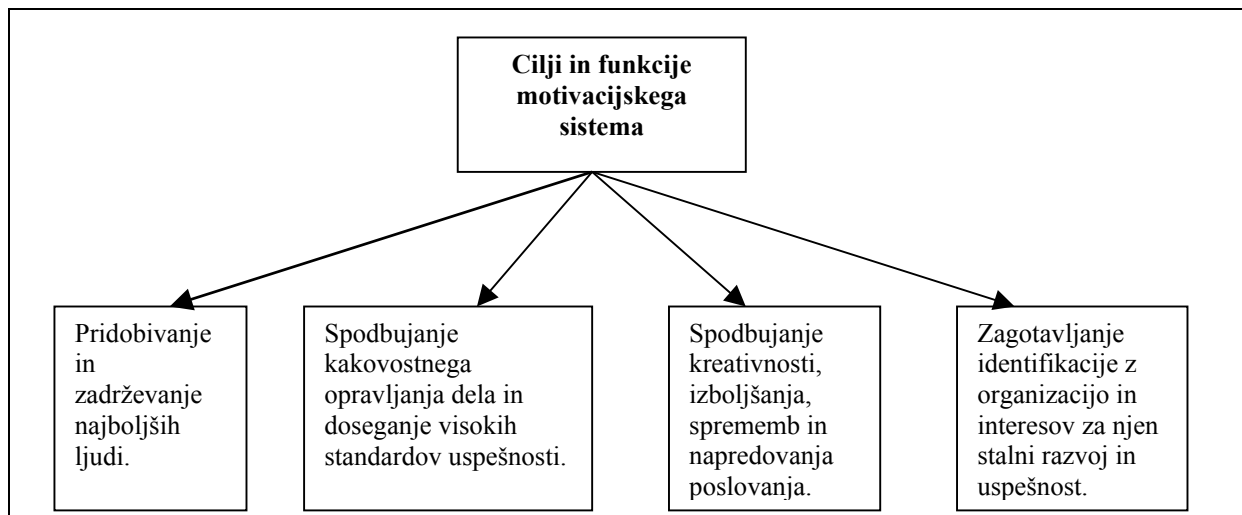 Cilji in funkcije
motivacijskega
sistema
Pridobivanje
in
zadrževanje
najboljših
ljudi.
Spodbujanje
kakovostnega
opravljanja dela in
doseganje visokih
standardov uspešnosti.
Spodbujanje
kreativnosti,
izboljšanja,
sprememb in
napredovanja
poslovanja.
Zagotavljanje
identifikacije z
organizacijo in
interesov za njen
stalni razvoj in
uspešnost.